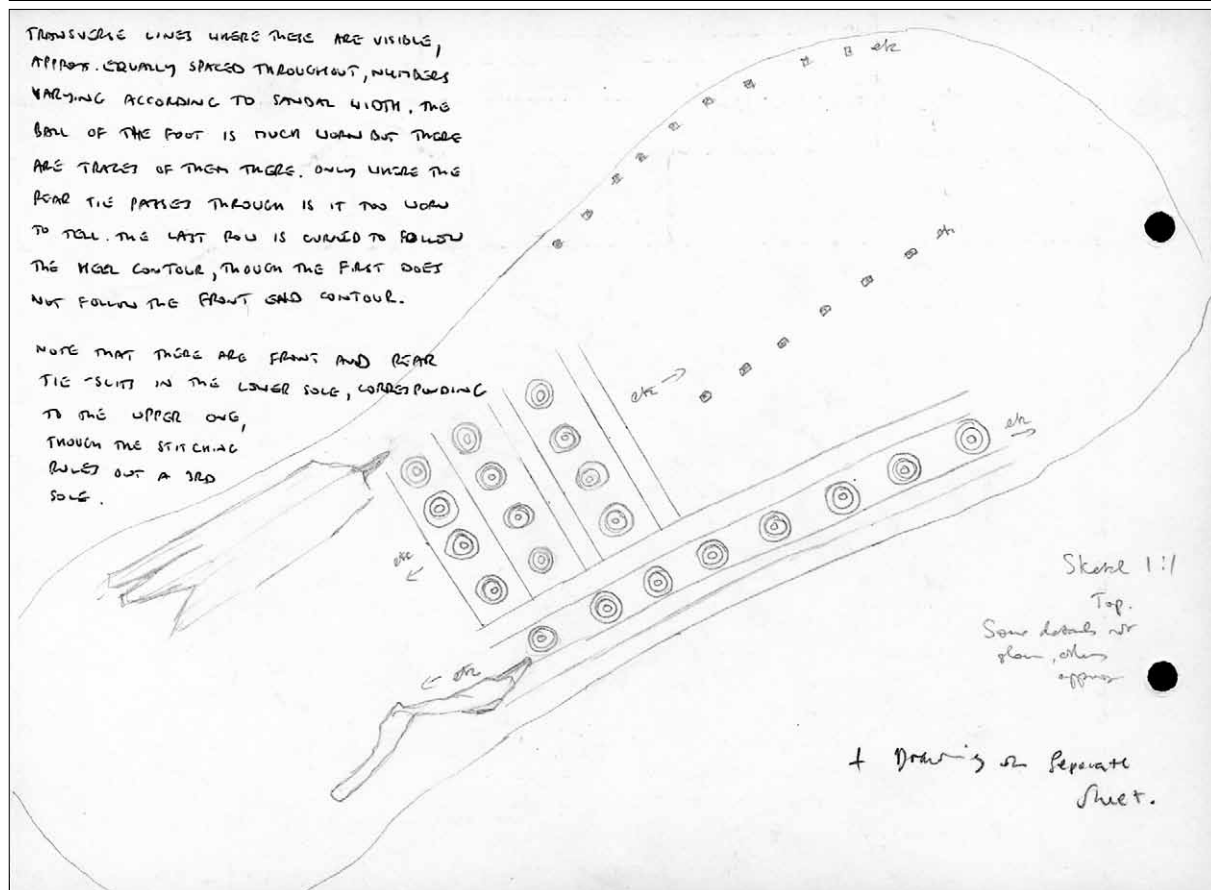 TRANSVERSE LINES WHERE THESE ARE VISIBLE,
APPROX. EQUALLY SPACED THROUGHOUT, NUMBERS
VARYING ACCORDING TO SANDAL WIDTH. THE
BALL OF THE FOOT IS MUCH WORN BUT THERE
ARE TRACES OF THEM THERE. ONLY WHERE THE
REAR TIE PASSES THROUGH IS IT TOO WORN
TO TELL. THE LAST ROW IS CURVED TO FOLLOW
THE HEEL CONTOUR, THOUGH THE FIRST DOES
NOT FOLLOW THE FRONT END CONTOUR.
NOTE THAT THERE ARE FRONT AND REAR
TIE-SLITS IN THE LOWER SOLE, CORRESPONDING
TO THE UPPER ONE,
THOUGH THE STITCHING
RULES OUT A 3RD
SOLE.
etc
etc
etc
etc
etc
etc
Sketch 1:1
Top.
Some details not
shown, others
approx
+ Drawing on Separate
Sheet.